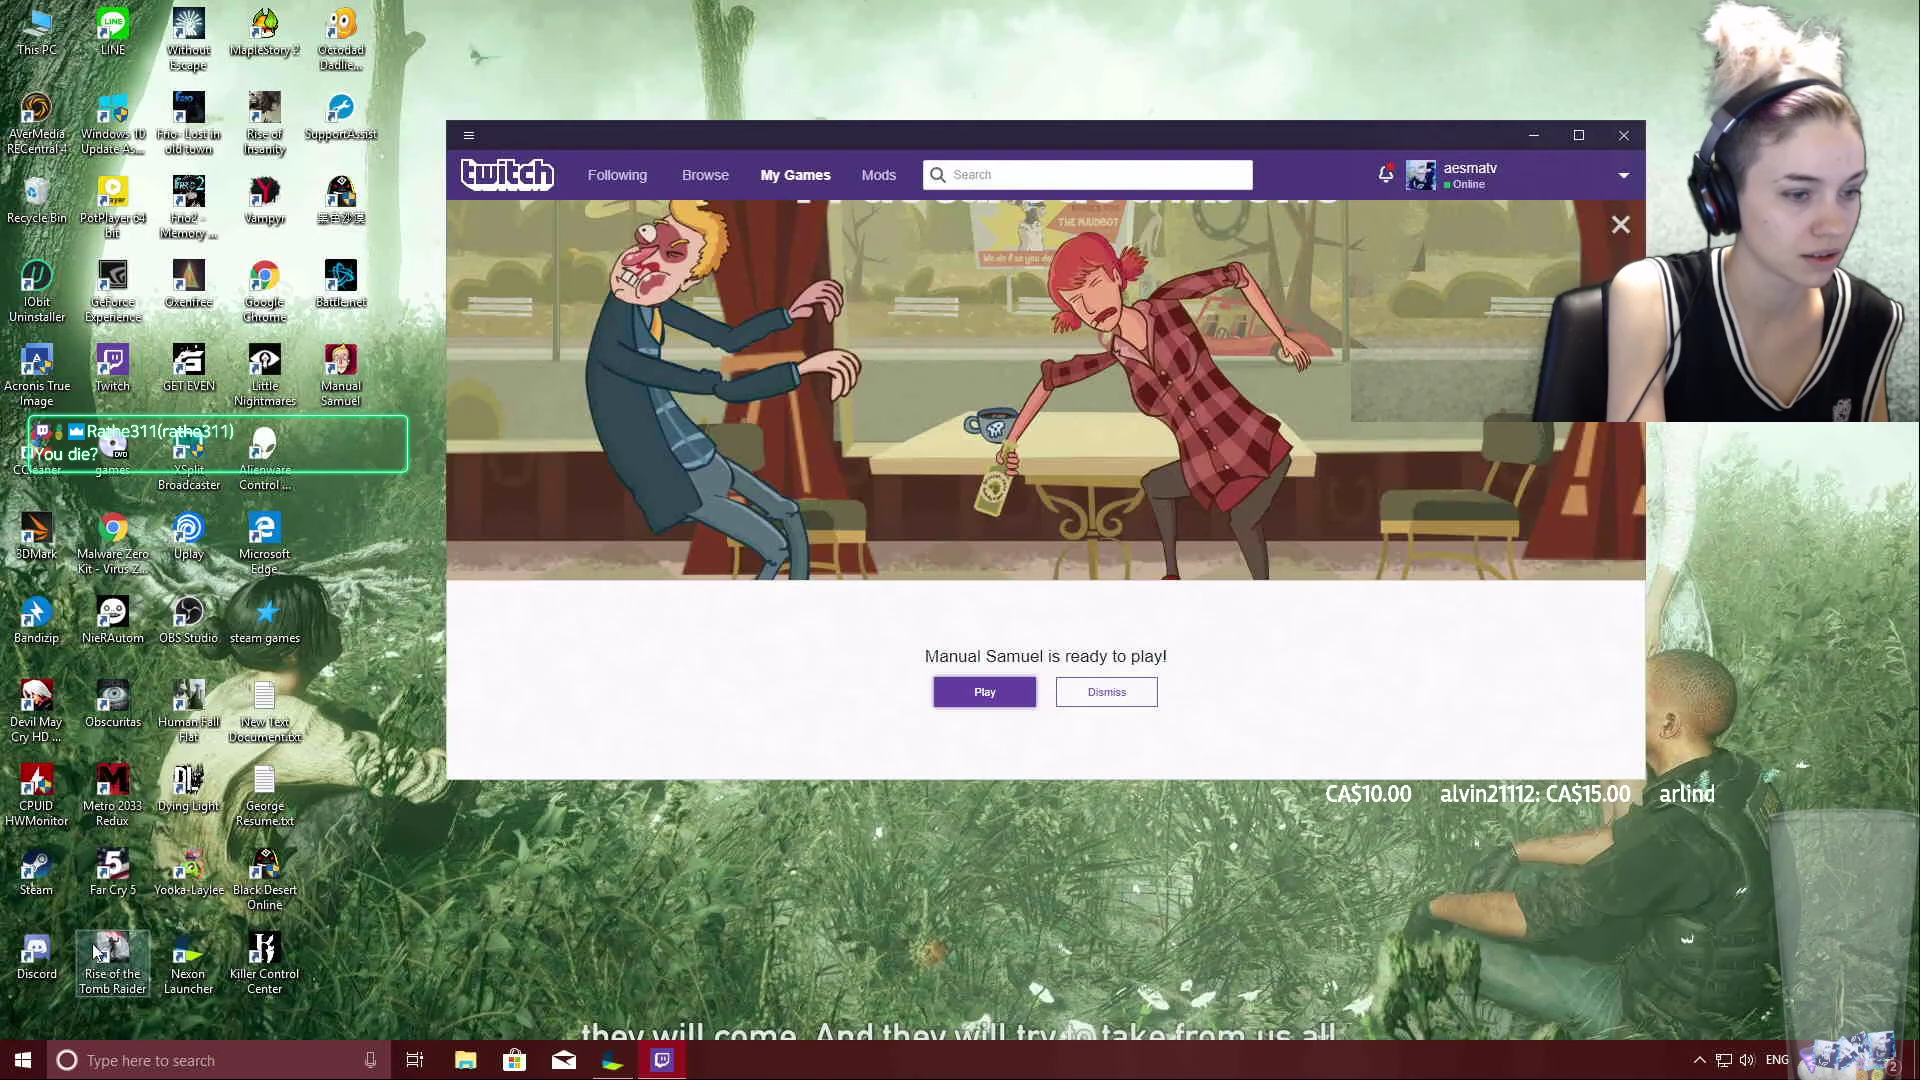 This PC
LINE
Without
Escape
MapleStory 2
Octodad
Dadlie...
AVerMedia
RECentral 4
Windows 10
Update As...
Frio- Lost in
old town
Rise of
Insanity
SupportAssist
Recycle Bin
PotPlayer 64
bit
Frio2 -
Memory ...
Vampyr
黑色沙漠
IObit
Uninstaller
GeForce
Experience
Oxenfree
Google
Chrome
Battle.net
Acronis True
Image
Twitch
GET EVEN
Little
Nightmares
Manual
Samuel
Rathe311(rathe311)
You die?
CCleaner
games
XSplit
Broadcaster
Alienware
Control ...
3DMark
Malware Zero
Kit - Virus Z...
Uplay
Microsoft
Edge
Bandizip
NieRAutom
OBS Studio
steam games
Devil May
Cry HD ...
Obscuritas
Human Fall
Flat
New Text
Document.txt
CPUID
HWMonitor
Metro 2033
Redux
Dying Light
George
Resume.txt
Steam
Far Cry 5
Yooka-Laylee
Black Desert
Online
Discord
Rise of the
Tomb Raider
Nexon
Launcher
Killer Control
Center
twitch
Following
Browse
My Games
Mods
Search
aesmatv
Online
THE MUDBOT
Manual Samuel is ready to play!
Play
Dismiss
CA$10.00 alvin21112: CA$15.00 arlind
they will come. And they will try to take from us all
Type here to search
ENG
2